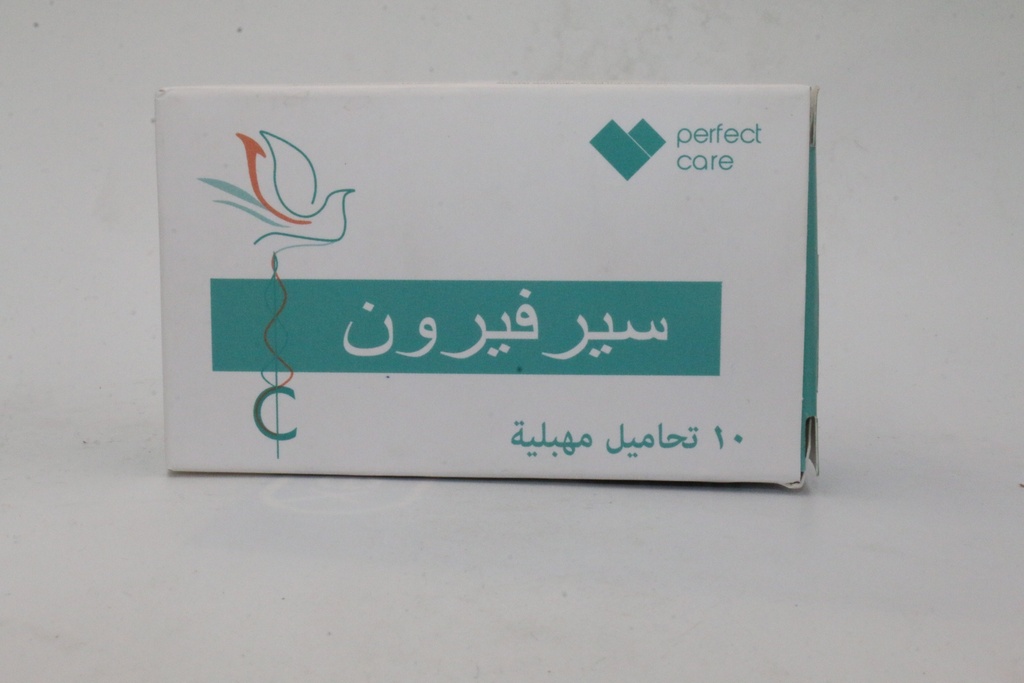 perfect
care
سيرفيرون
١٠ تحاميل مهبلية